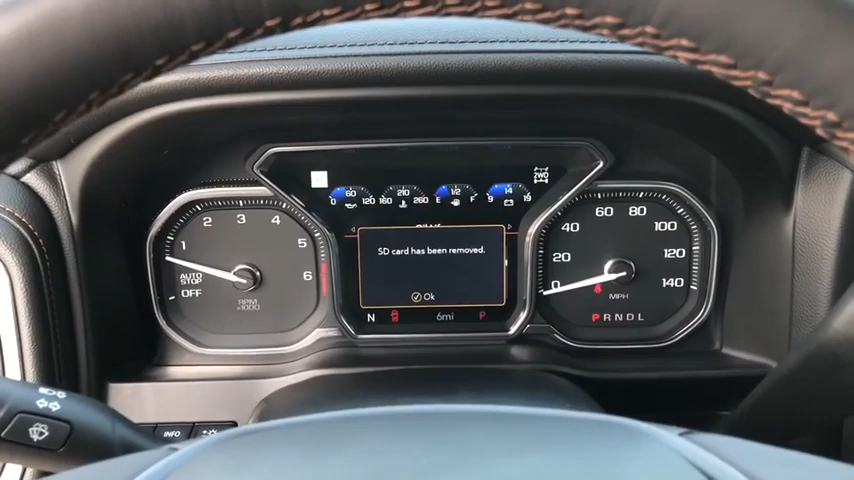 2WD
0 60 120
160 210 260
E 1/2 F
9 14 19
SD card has been removed.
Ok
N 6mi P
1 2 3 4 5 6
AUTO
STOP
OFF
RPM
x1000
0 20 40 60 80 100 120 140
MPH
PRNDL
INFO